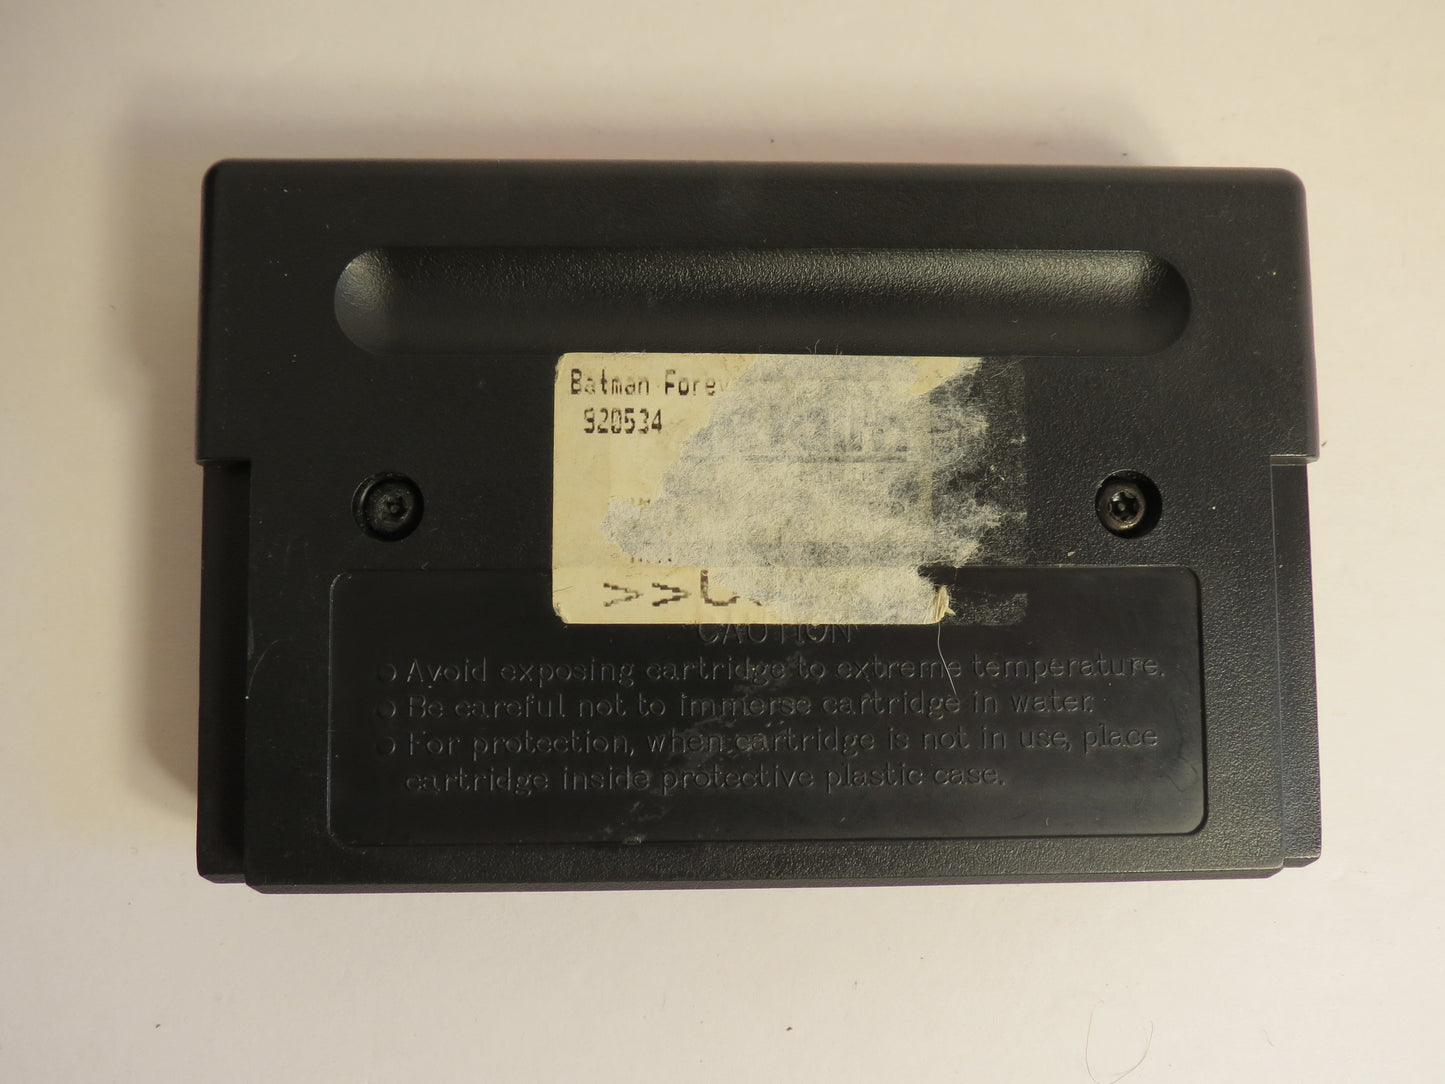 Batman Forev
920534
>>U
CAUTION
Avoid exposing cartridge to extreme temperature.
Be careful not to immerse cartridge in water.
For protection, when cartridge is not in use, place
cartridge inside protective plastic case.